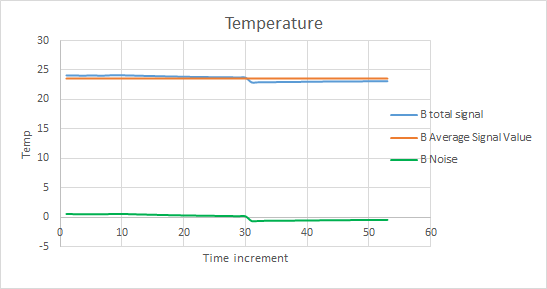 Temperature
30
25
20
15
10
5
0
-5
Temp
0 10 20 30 40 50 60
Time increment
B total signal
B Average Signal Value
B Noise